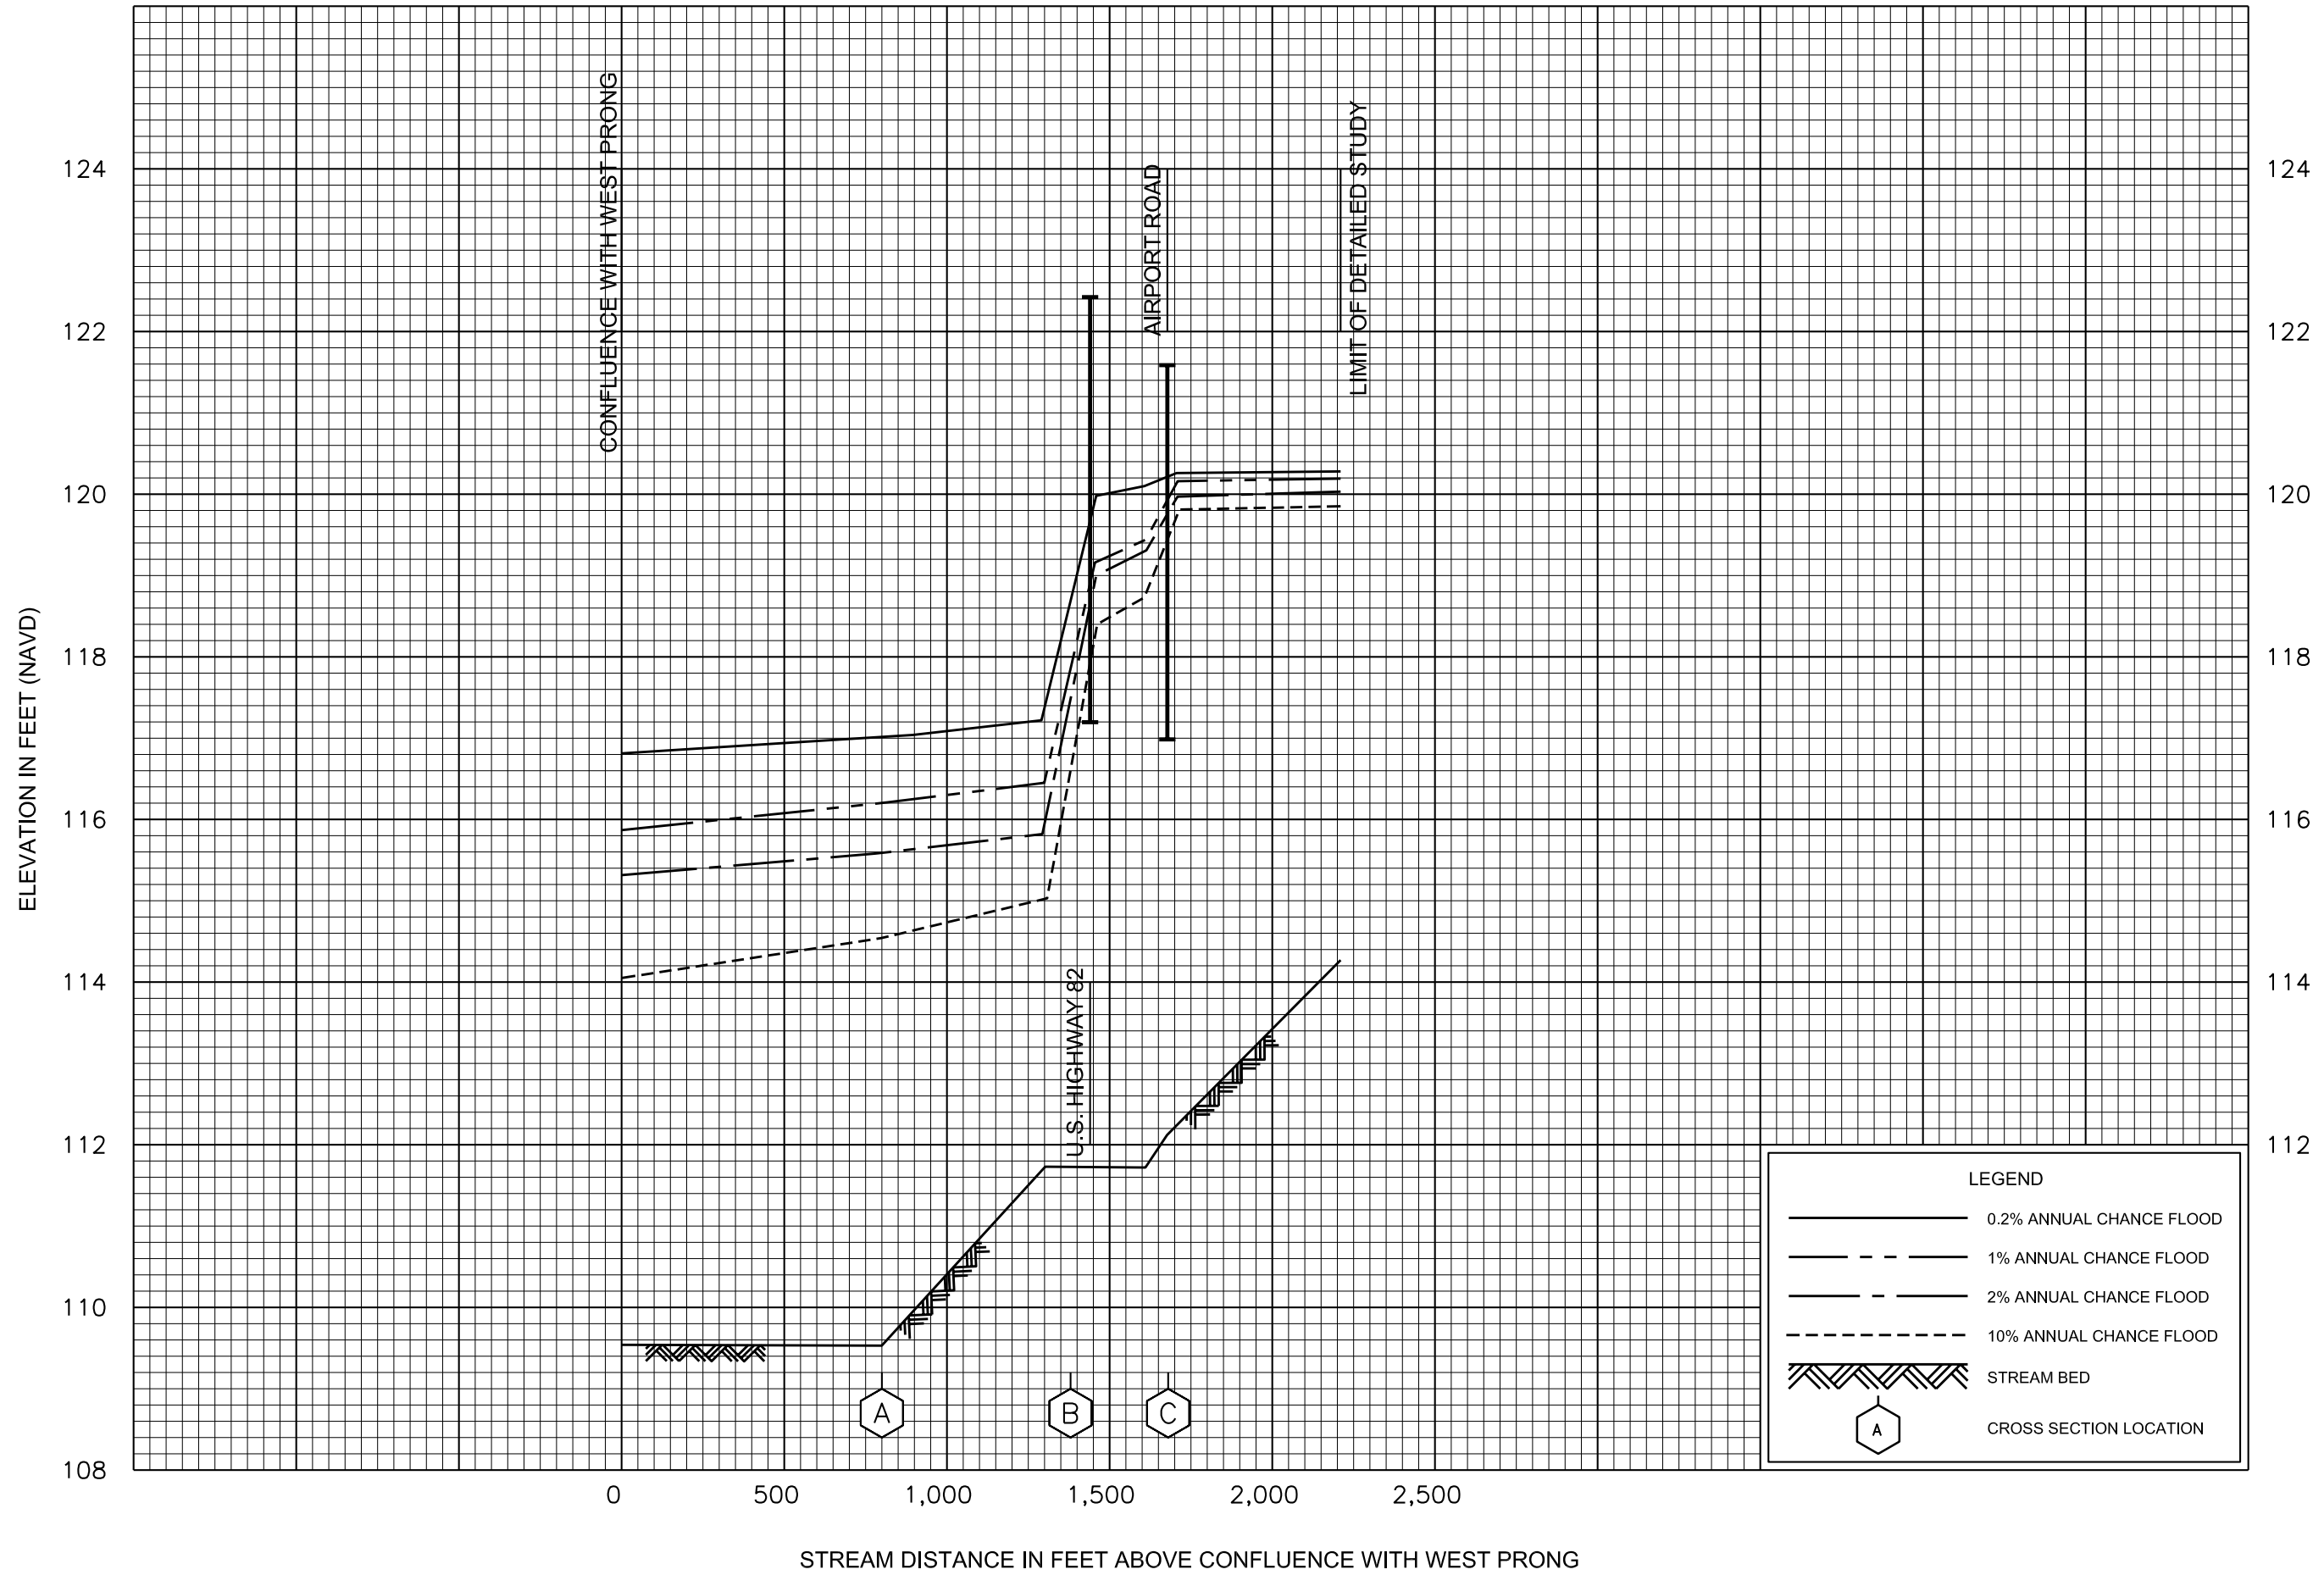 CONFLUENCE WITH WEST PRONG
AIRPORT ROAD
LIMIT OF DETAILED STUDY
U.S. HIGHWAY 82
ELEVATION IN FEET (NAVD)
124
122
120
118
116
114
112
110
108
124
122
120
118
116
114
112
A
B
C
0
500
1,000
1,500
2,000
2,500
STREAM DISTANCE IN FEET ABOVE CONFLUENCE WITH WEST PRONG
LEGEND
0.2% ANNUAL CHANCE FLOOD
1% ANNUAL CHANCE FLOOD
2% ANNUAL CHANCE FLOOD
10% ANNUAL CHANCE FLOOD
STREAM BED
A
CROSS SECTION LOCATION